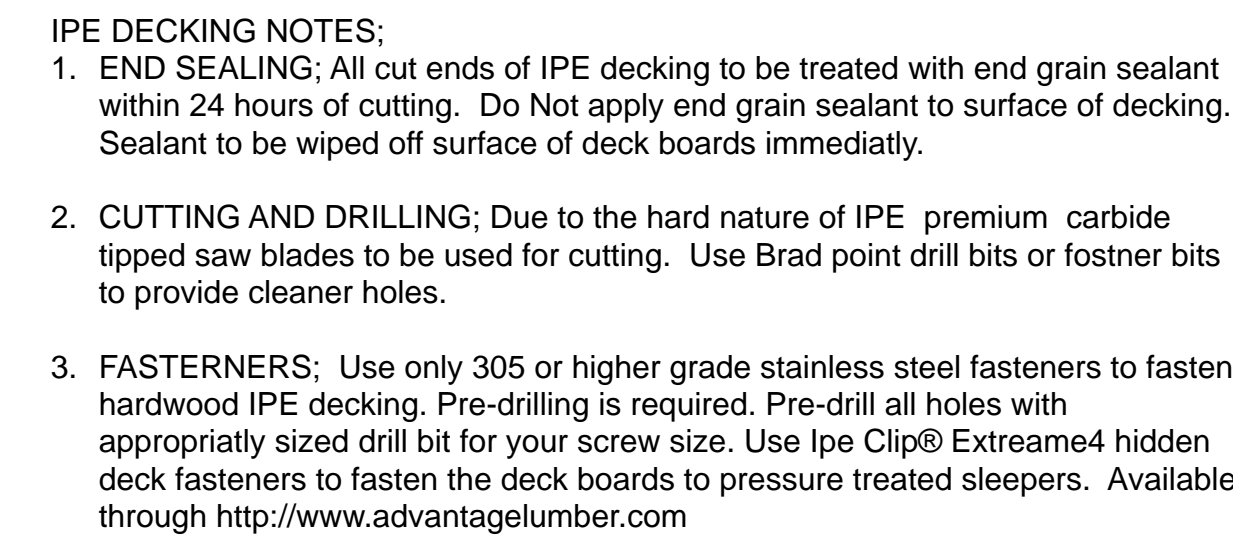 IPE DECKING NOTES;
1. END SEALING; All cut ends of IPE decking to be treated with end grain sealant
within 24 hours of cutting.  Do Not apply end grain sealant to surface of decking.
Sealant to be wiped off surface of deck boards immediatly.
2. CUTTING AND DRILLING; Due to the hard nature of IPE  premium  carbide
tipped saw blades to be used for cutting.  Use Brad point drill bits or fostner bits
to provide cleaner holes.
3. FASTERNERS;  Use only 305 or higher grade stainless steel fasteners to fasten
hardwood IPE decking. Pre-drilling is required. Pre-drill all holes with
appropriatly sized drill bit for your screw size. Use Ipe Clip® Extreame4 hidden
deck fasteners to fasten the deck boards to pressure treated sleepers.  Available
through http://www.advantagelumber.com